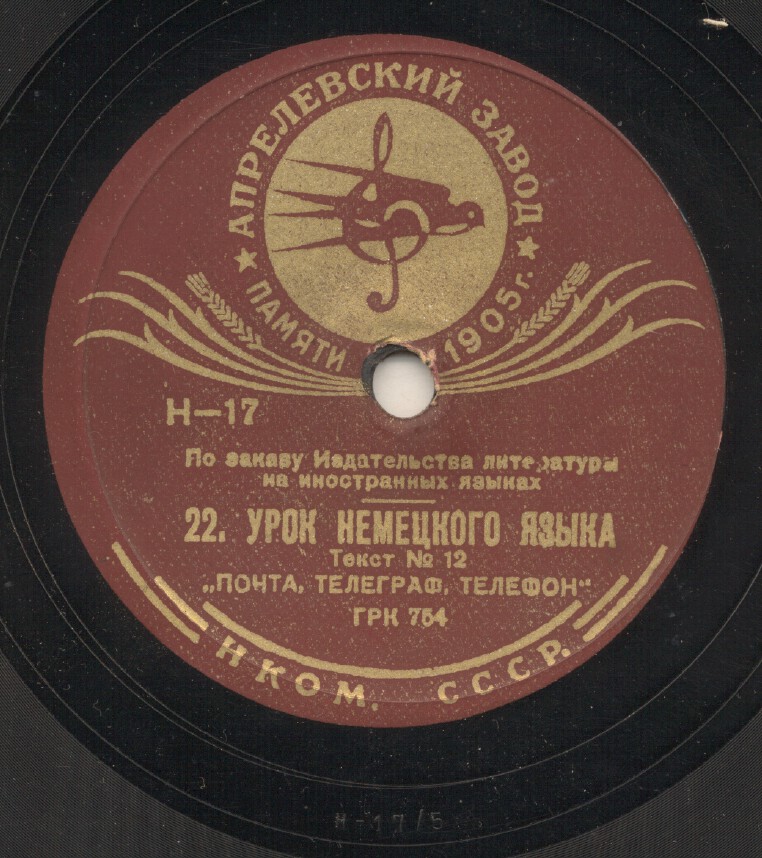 ★ АПРЕЛЕВСКИЙ ЗАВОД ★
ПАМЯТИ 1905 г.
Н—17
По заказу Издательства литературы
на иностранных языках
22. УРОК НЕМЕЦКОГО ЯЗЫКА
Текст № 12
„ПОЧТА, ТЕЛЕГРАФ, ТЕЛЕФОН“
ГРК 754
НКОМ. СССР.
Н-17/5